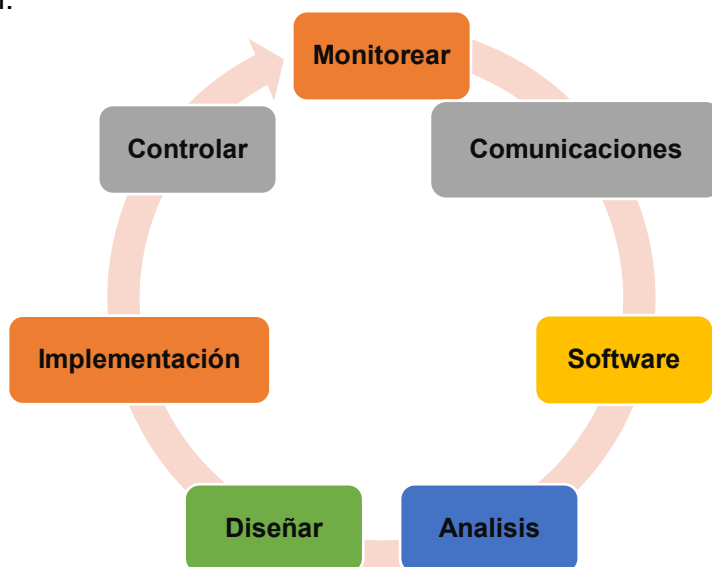 Monitorear
Comunicaciones
Software
Analisis
Diseñar
Implementación
Controlar